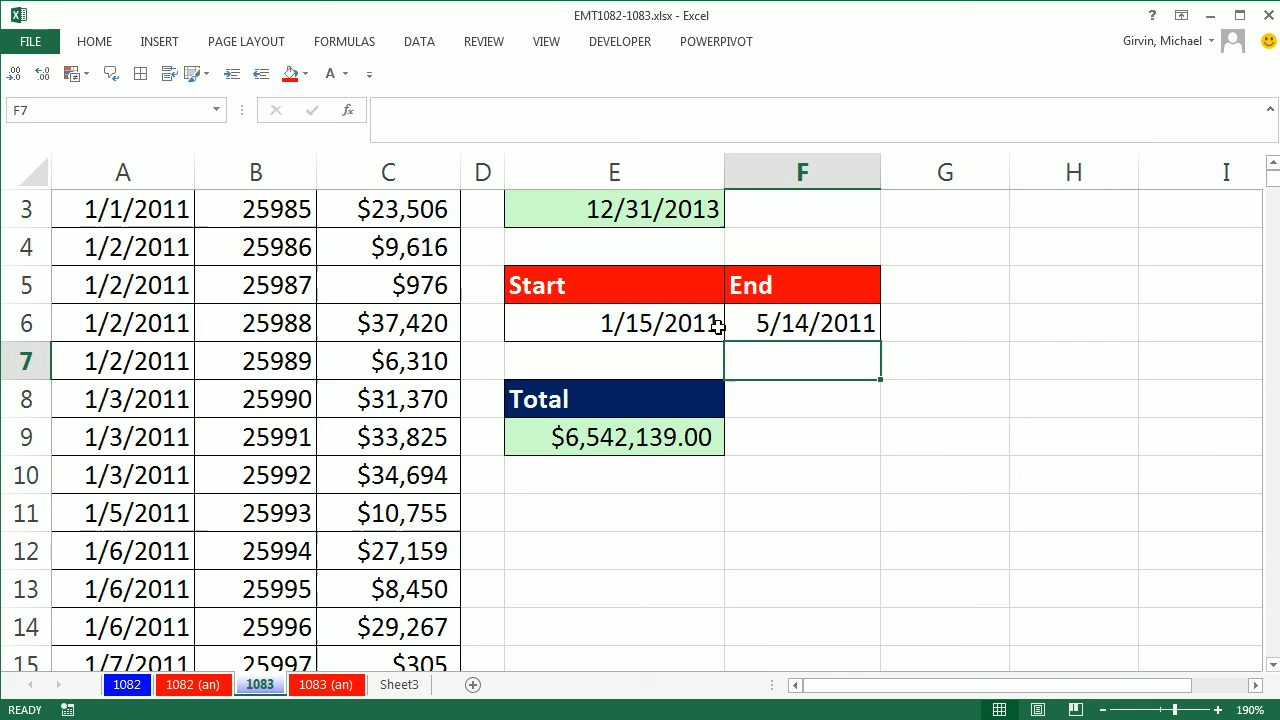 EMT1082-1083.xlsx - Excel
FILE HOME INSERT PAGE LAYOUT FORMULAS DATA REVIEW VIEW DEVELOPER POWERPIVOT Girvin, Michael
F7
A B C D E F G H I
3 1/1/2011 25985 $23,506 12/31/2013
4 1/2/2011 25986 $9,616
5 1/2/2011 25987 $976 Start End
6 1/2/2011 25988 $37,420 1/15/2011 5/14/2011
7 1/2/2011 25989 $6,310
8 1/3/2011 25990 $31,370 Total
9 1/3/2011 25991 $33,825 $6,542,139.00
10 1/3/2011 25992 $34,694
11 1/5/2011 25993 $10,755
12 1/6/2011 25994 $27,159
13 1/6/2011 25995 $8,450
14 1/6/2011 25996 $29,267
15 1/7/2011 25997 $305
1082 1082 (an) 1083 1083 (an) Sheet3
READY 190%